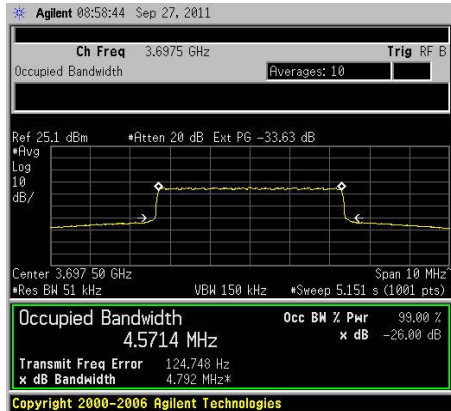 Agilent 08:58:44 Sep 27, 2011
Ch Freq 3.6975 GHz Trig RF B
Occupied Bandwidth Averages: 10
Ref 25.1 dBm #Atten 20 dB Ext PG -33.63 dB
#Avg
Log
10
dB/
Center 3.697 50 GHz Span 10 MHz^
#Res BW 51 kHz VBW 150 kHz #Sweep 5.151 s (1001 pts)
Occupied Bandwidth Occ BW % Pwr 99.00 %
4.5714 MHz x dB -26.00 dB
Transmit Freq Error 124.748 Hz
x dB Bandwidth 4.792 MHz*
Copyright 2000-2006 Agilent Technologies